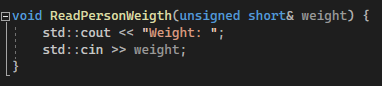 void ReadPersonWeigth(unsigned short& weight) {
std::cout << "Weight: ";
std::cin >> weight;
}